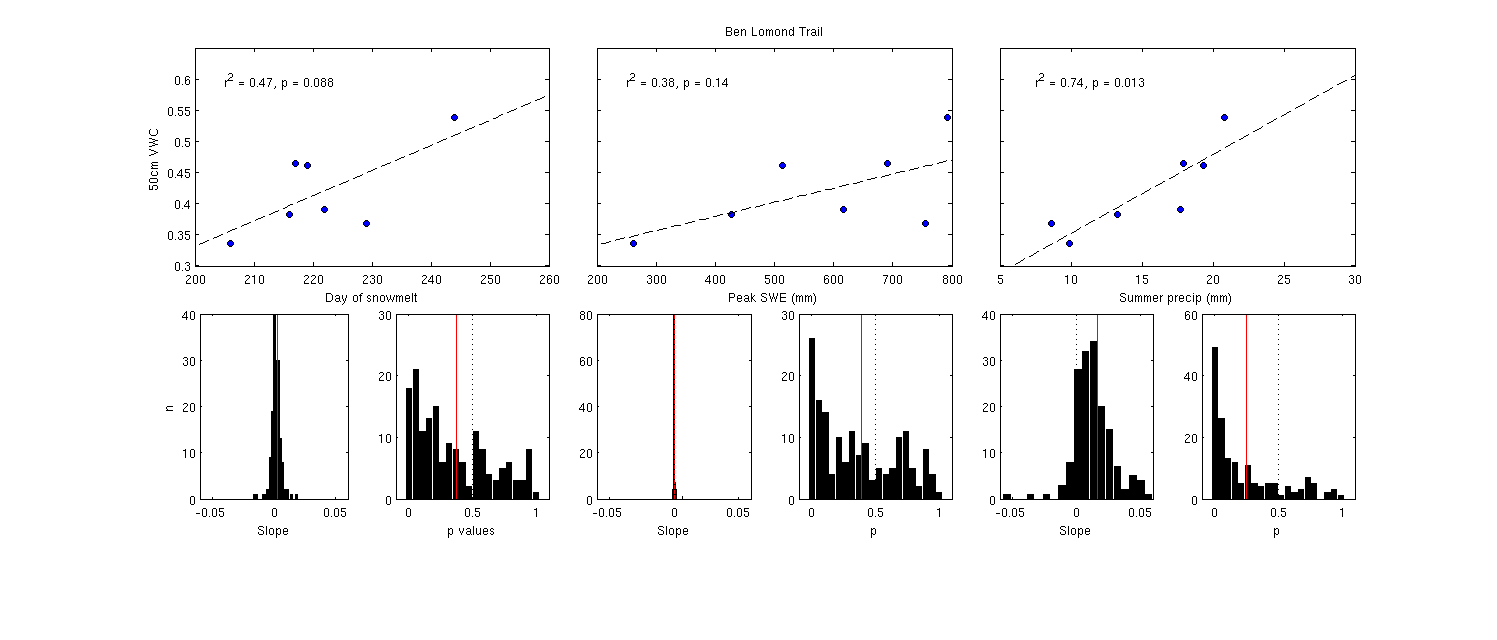 Ben Lomond Trail
r2 = 0.47, p = 0.088
r2 = 0.38, p = 0.14
r2 = 0.74, p = 0.013
50cm VWC
0.6
0.55
0.5
0.45
0.4
0.35
0.3
200 210 220 230 240 250 260
200 300 400 500 600 700 800
5 10 15 20 25 30
Day of snowmelt
Peak SWE (mm)
Summer precip (mm)
n
40
30
20
10
0
-0.05 0 0.05
Slope
30
20
10
0
0 0.5 1
p values
80
60
40
20
0
-0.05 0 0.05
Slope
30
20
10
0
0 0.5 1
p
40
30
20
10
0
-0.05 0 0.05
Slope
60
40
20
0
0 0.5 1
p